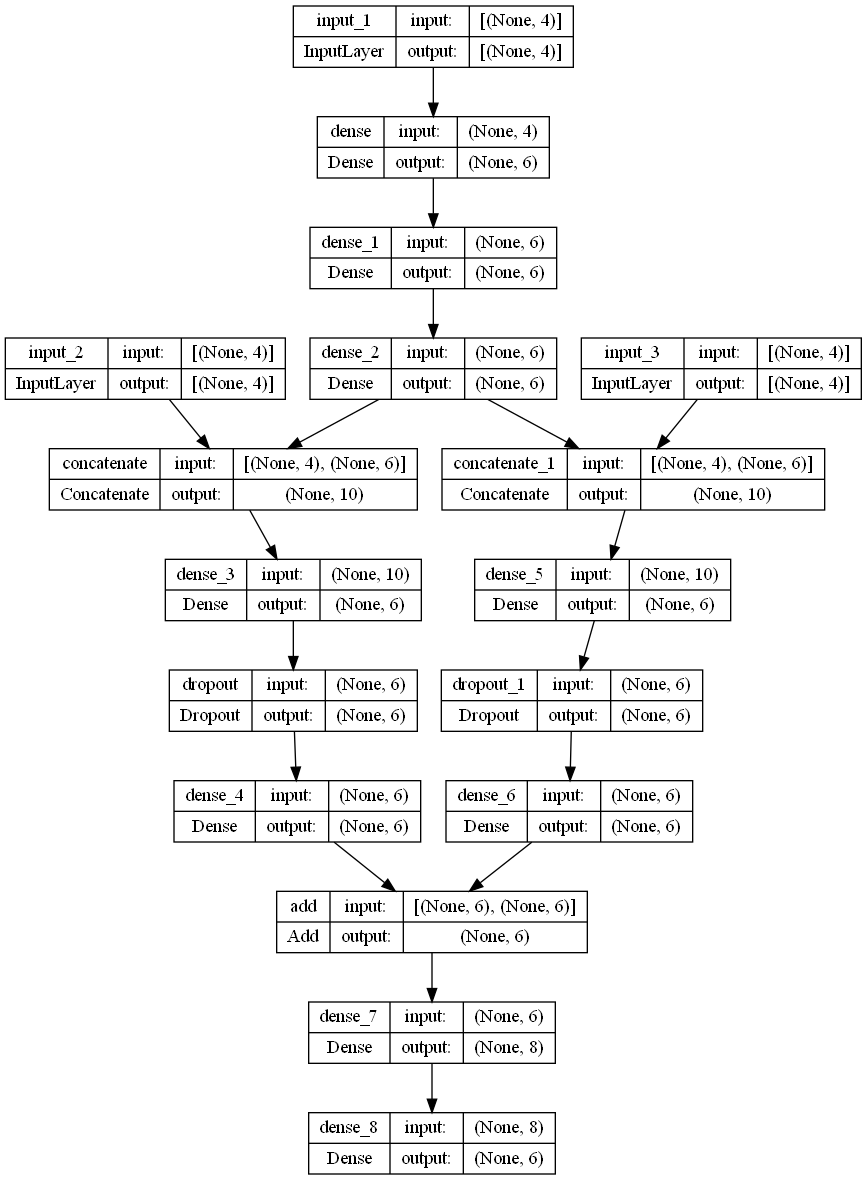 input_1 input: [(None, 4)]
InputLayer output: [(None, 4)]
dense input: (None, 4)
Dense output: (None, 6)
dense_1 input: (None, 6)
Dense output: (None, 6)
input_2 input: [(None, 4)]
InputLayer output: [(None, 4)]
dense_2 input: (None, 6)
Dense output: (None, 6)
input_3 input: [(None, 4)]
InputLayer output: [(None, 4)]
concatenate input: [(None, 4), (None, 6)]
Concatenate output: (None, 10)
concatenate_1 input: [(None, 4), (None, 6)]
Concatenate output: (None, 10)
dense_3 input: (None, 10)
Dense output: (None, 6)
dense_5 input: (None, 10)
Dense output: (None, 6)
dropout input: (None, 6)
Dropout output: (None, 6)
dropout_1 input: (None, 6)
Dropout output: (None, 6)
dense_4 input: (None, 6)
Dense output: (None, 6)
dense_6 input: (None, 6)
Dense output: (None, 6)
add input: [(None, 6), (None, 6)]
Add output: (None, 6)
dense_7 input: (None, 6)
Dense output: (None, 8)
dense_8 input: (None, 8)
Dense output: (None, 6)